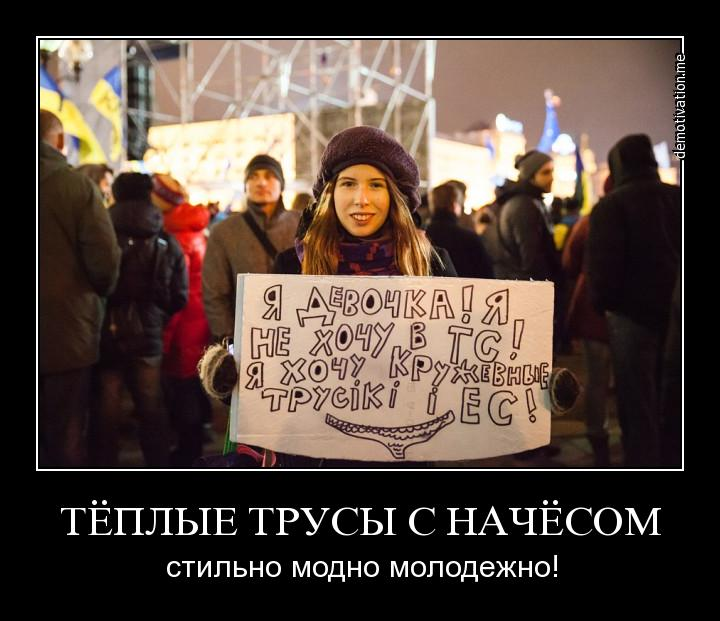 demotivation.me
Я ДЕВОЧКА! Я
НЕ ХОЧУ В ТС!
Я ХОЧУ КРУЖЕВНЫЕ
ТРУСІКІ І ЕС!
ТЁПЛЫЕ ТРУСЫ С НАЧЁСОМ
стильно модно молодежно!